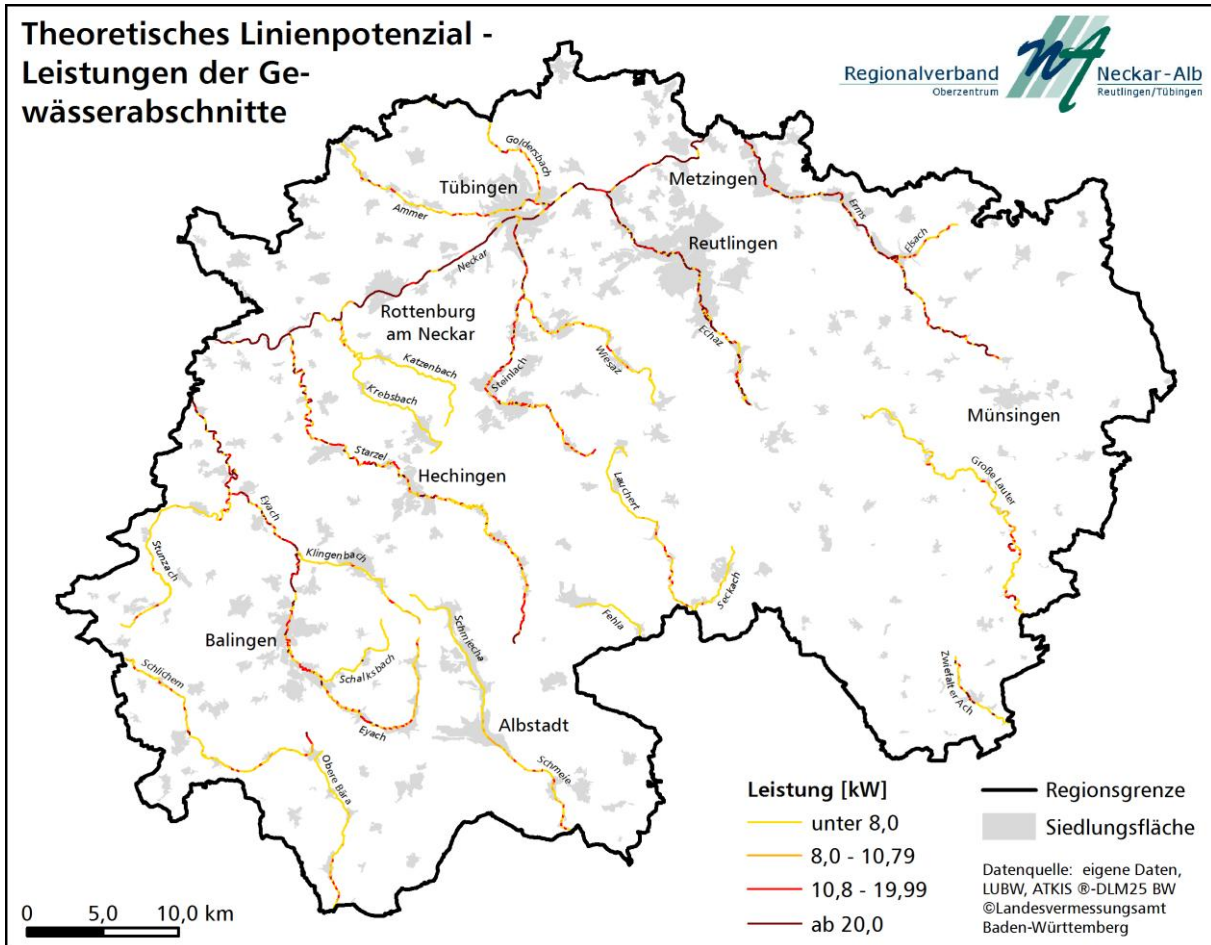 Theoretisches Linienpotenzial -
Leistungen der Ge-
wässerabschnitte
Regionalverband
Oberzentrum
Neckar-Alb
Reutlingen/Tübingen
Goldersbach
Tübingen
Metzingen
Ammer
Erms
Elsach
Neckar
Reutlingen
Rottenburg
am Neckar
Echaz
Katzenbach
Wiesaz
Krebsbach
Steinlach
Münsingen
Starzel
Hechingen
Große Lauter
Lauchert
Eyach
Stunzach
Klingenbach
Seckach
Fehla
Schmiecha
Balingen
Schlichem
Schalksbach
Zwiefalter Ach
Eyach
Albstadt
Obere Bära
Schmeie
Leistung [kW]
unter 8,0
8,0 - 10,79
10,8 - 19,99
ab 20,0
Regionsgrenze
Siedlungsfläche
Datenquelle: eigene Daten,
LUBW, ATKIS ®-DLM25 BW
©Landesvermessungsamt
Baden-Württemberg
0 5,0 10,0 km